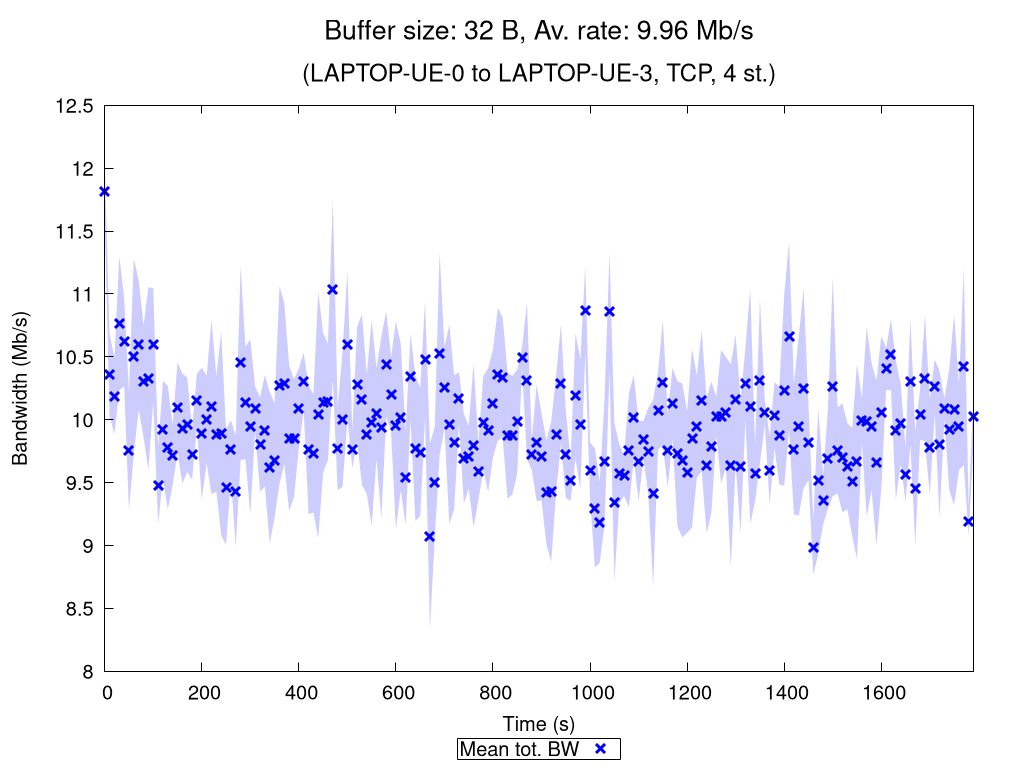 Buffer size: 32 B, Av. rate: 9.96 Mb/s
(LAPTOP-UE-0 to LAPTOP-UE-3, TCP, 4 st.)
12.5
12
11.5
11
10.5
10
9.5
9
8.5
8
Bandwidth (Mb/s)
0 200 400 600 800 1000 1200 1400 1600
Time (s)
Mean tot. BW